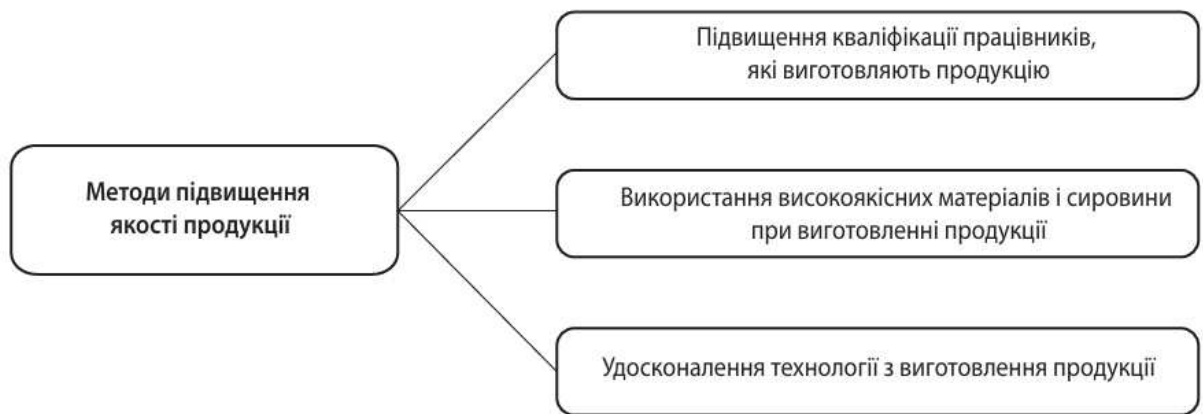 Підвищення кваліфікації працівників,
які виготовляють продукцію
Методи підвищення
якості продукції
Використання високоякісних матеріалів і сировини
при виготовленні продукції
Удосконалення технології з виготовлення продукції